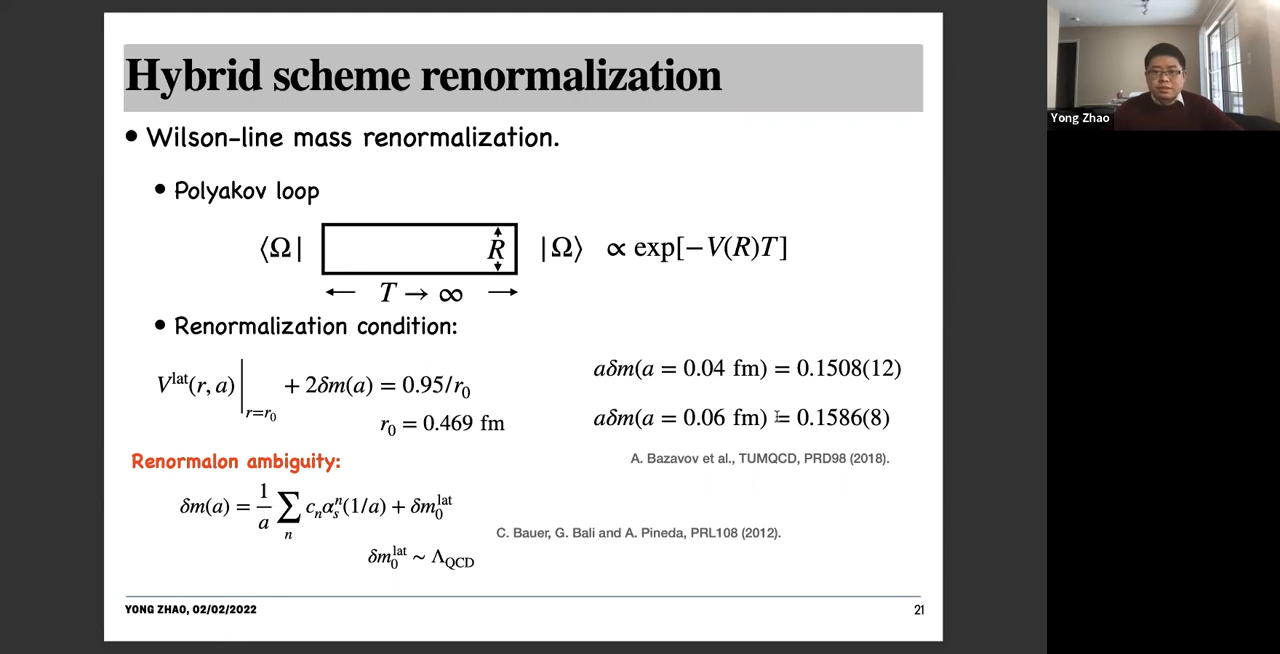 Hybrid scheme renormalization
Yong Zhao
• Wilson-line mass renormalization.
• Polyakov loop
⟨Ω| R |Ω⟩ ∝ exp[−V(R)T]
← T → ∞ →
• Renormalization condition:
V^lat(r, a)|_{r=r₀} + 2δm(a) = 0.95/r₀
r₀ = 0.469 fm
aδm(a = 0.04 fm) = 0.1508(12)
aδm(a = 0.06 fm) = 0.1586(8)
A. Bazavov et al., TUMQCD, PRD98 (2018).
Renormalon ambiguity:
δm(a) = 1/a ∑_n c_n α_s^n(1/a) + δm_0^lat
C. Bauer, G. Bali and A. Pineda, PRL108 (2012).
δm_0^lat ~ Λ_QCD
YONG ZHAO, 02/02/2022
21